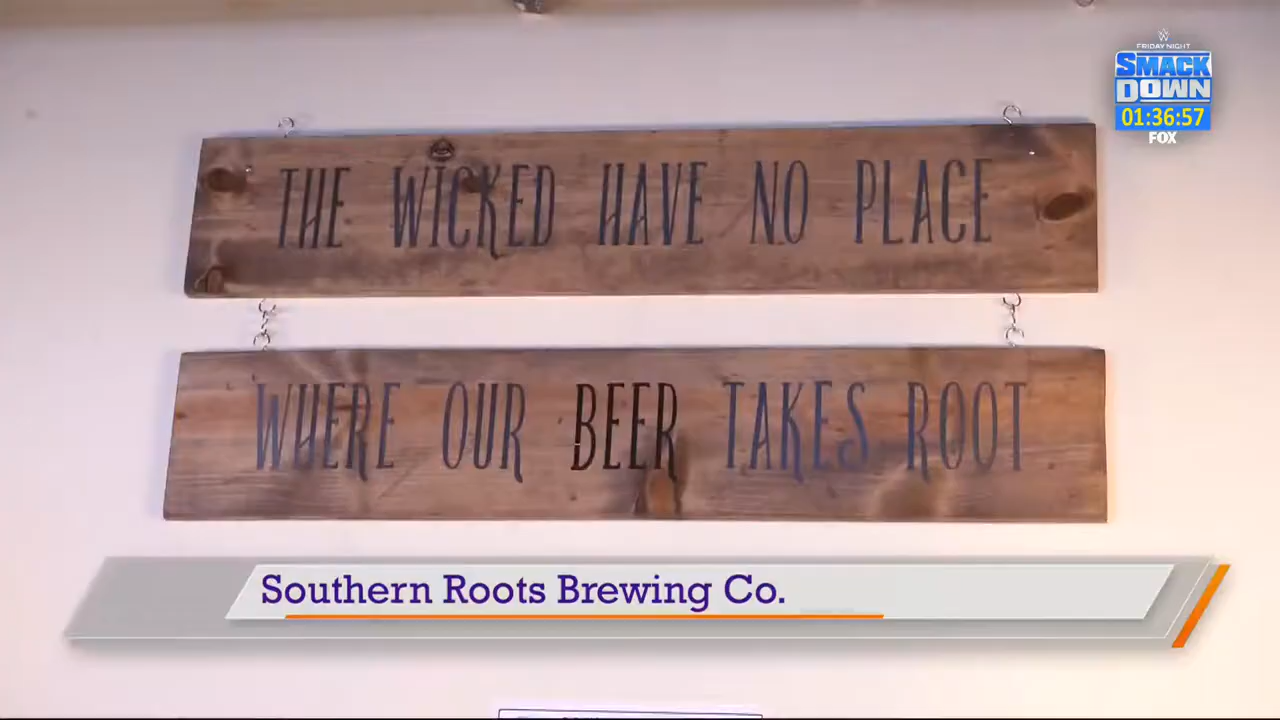 W
FRIDAY NIGHT
SMACK
DOWN
01:36:57
FOX
THE WICKED HAVE NO PLACE
WHERE OUR BEER TAKES ROOT
Southern Roots Brewing Co.